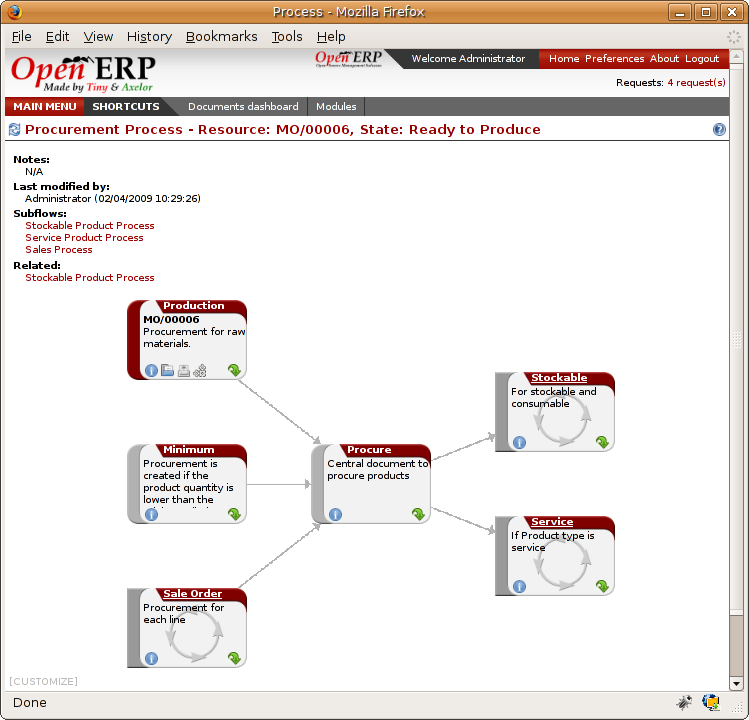 Process - Mozilla Firefox
File Edit View History Bookmarks Tools Help
Open ERP
Made by Tiny & Axelor
Open ERP
Open Source Management Solution
Welcome Administrator
Home Preferences About Logout
Requests: 4 request(s)
MAIN MENU SHORTCUTS Documents dashboard Modules
Procurement Process - Resource: MO/00006, State: Ready to Produce
Notes:
N/A
Last modified by:
Administrator (02/04/2009 10:29:26)
Subflows:
Stockable Product Process
Service Product Process
Sales Process
Related:
Stockable Product Process
Production
MO/00006
Procurement for raw
materials.
Stockable
For stockable and
consumable
Minimum
Procurement is
created if the
product quantity is
lower than the
Procure
Central document to
procure products
Service
If Product type is
service
Sale Order
Procurement for
each line
[CUSTOMIZE]
Done